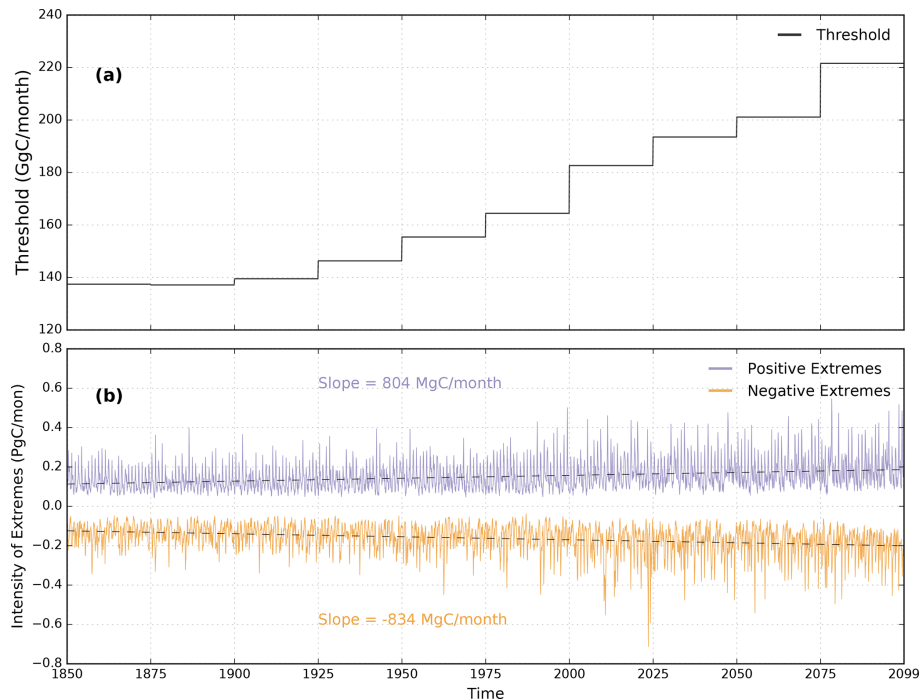 240
220
200
180
160
140
120
Threshold (GgC/month)
(a)
Threshold
0.8
0.6
0.4
0.2
0.0
−0.2
−0.4
−0.6
−0.8
Intensity of Extremes (PgC/mon)
(b)
Slope = 804 MgC/month
Positive Extremes
Negative Extremes
Slope = -834 MgC/month
1850 1875 1900 1925 1950 1975 2000 2025 2050 2075 2099
Time